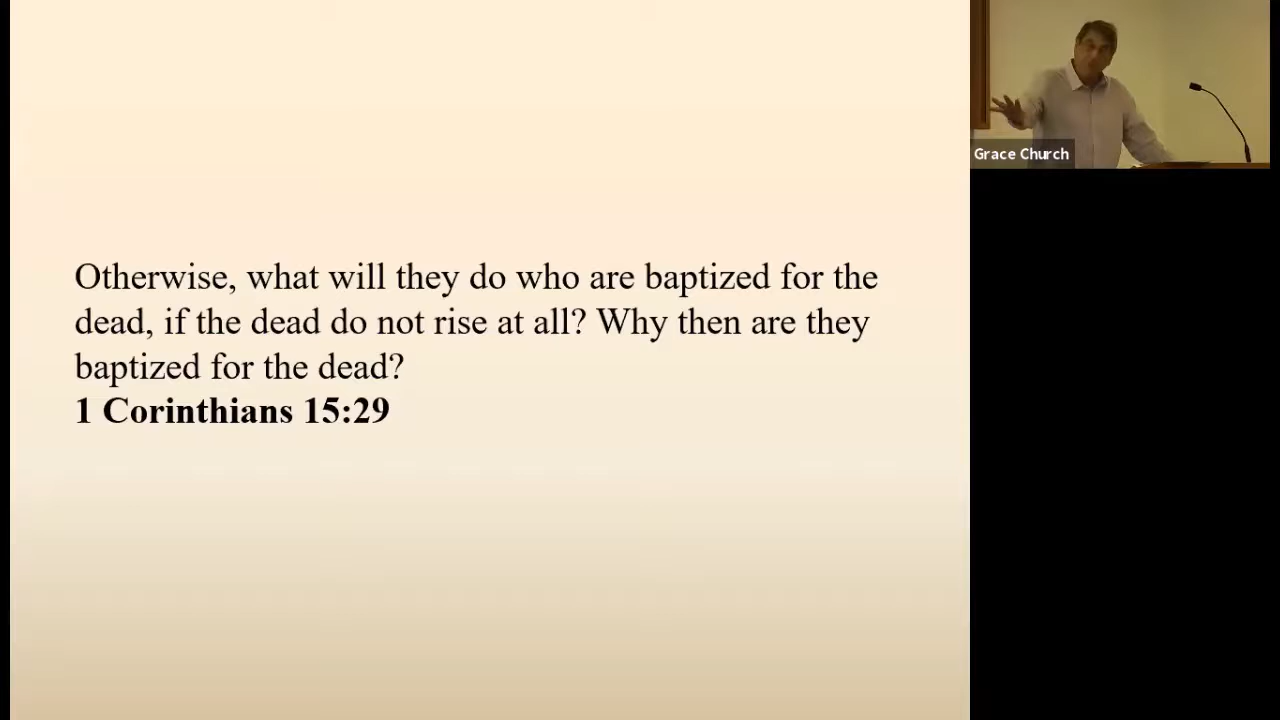 Otherwise, what will they do who are baptized for the
dead, if the dead do not rise at all? Why then are they
baptized for the dead?
1 Corinthians 15:29
Grace Church